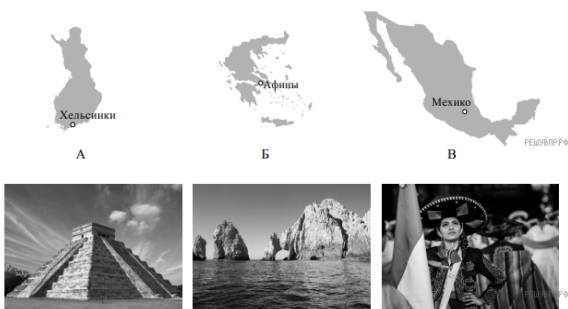 Хельсинки
Афины
Мехико
РЕШУВПР.РФ
А
Б
В
РЕШУВПР.РФ